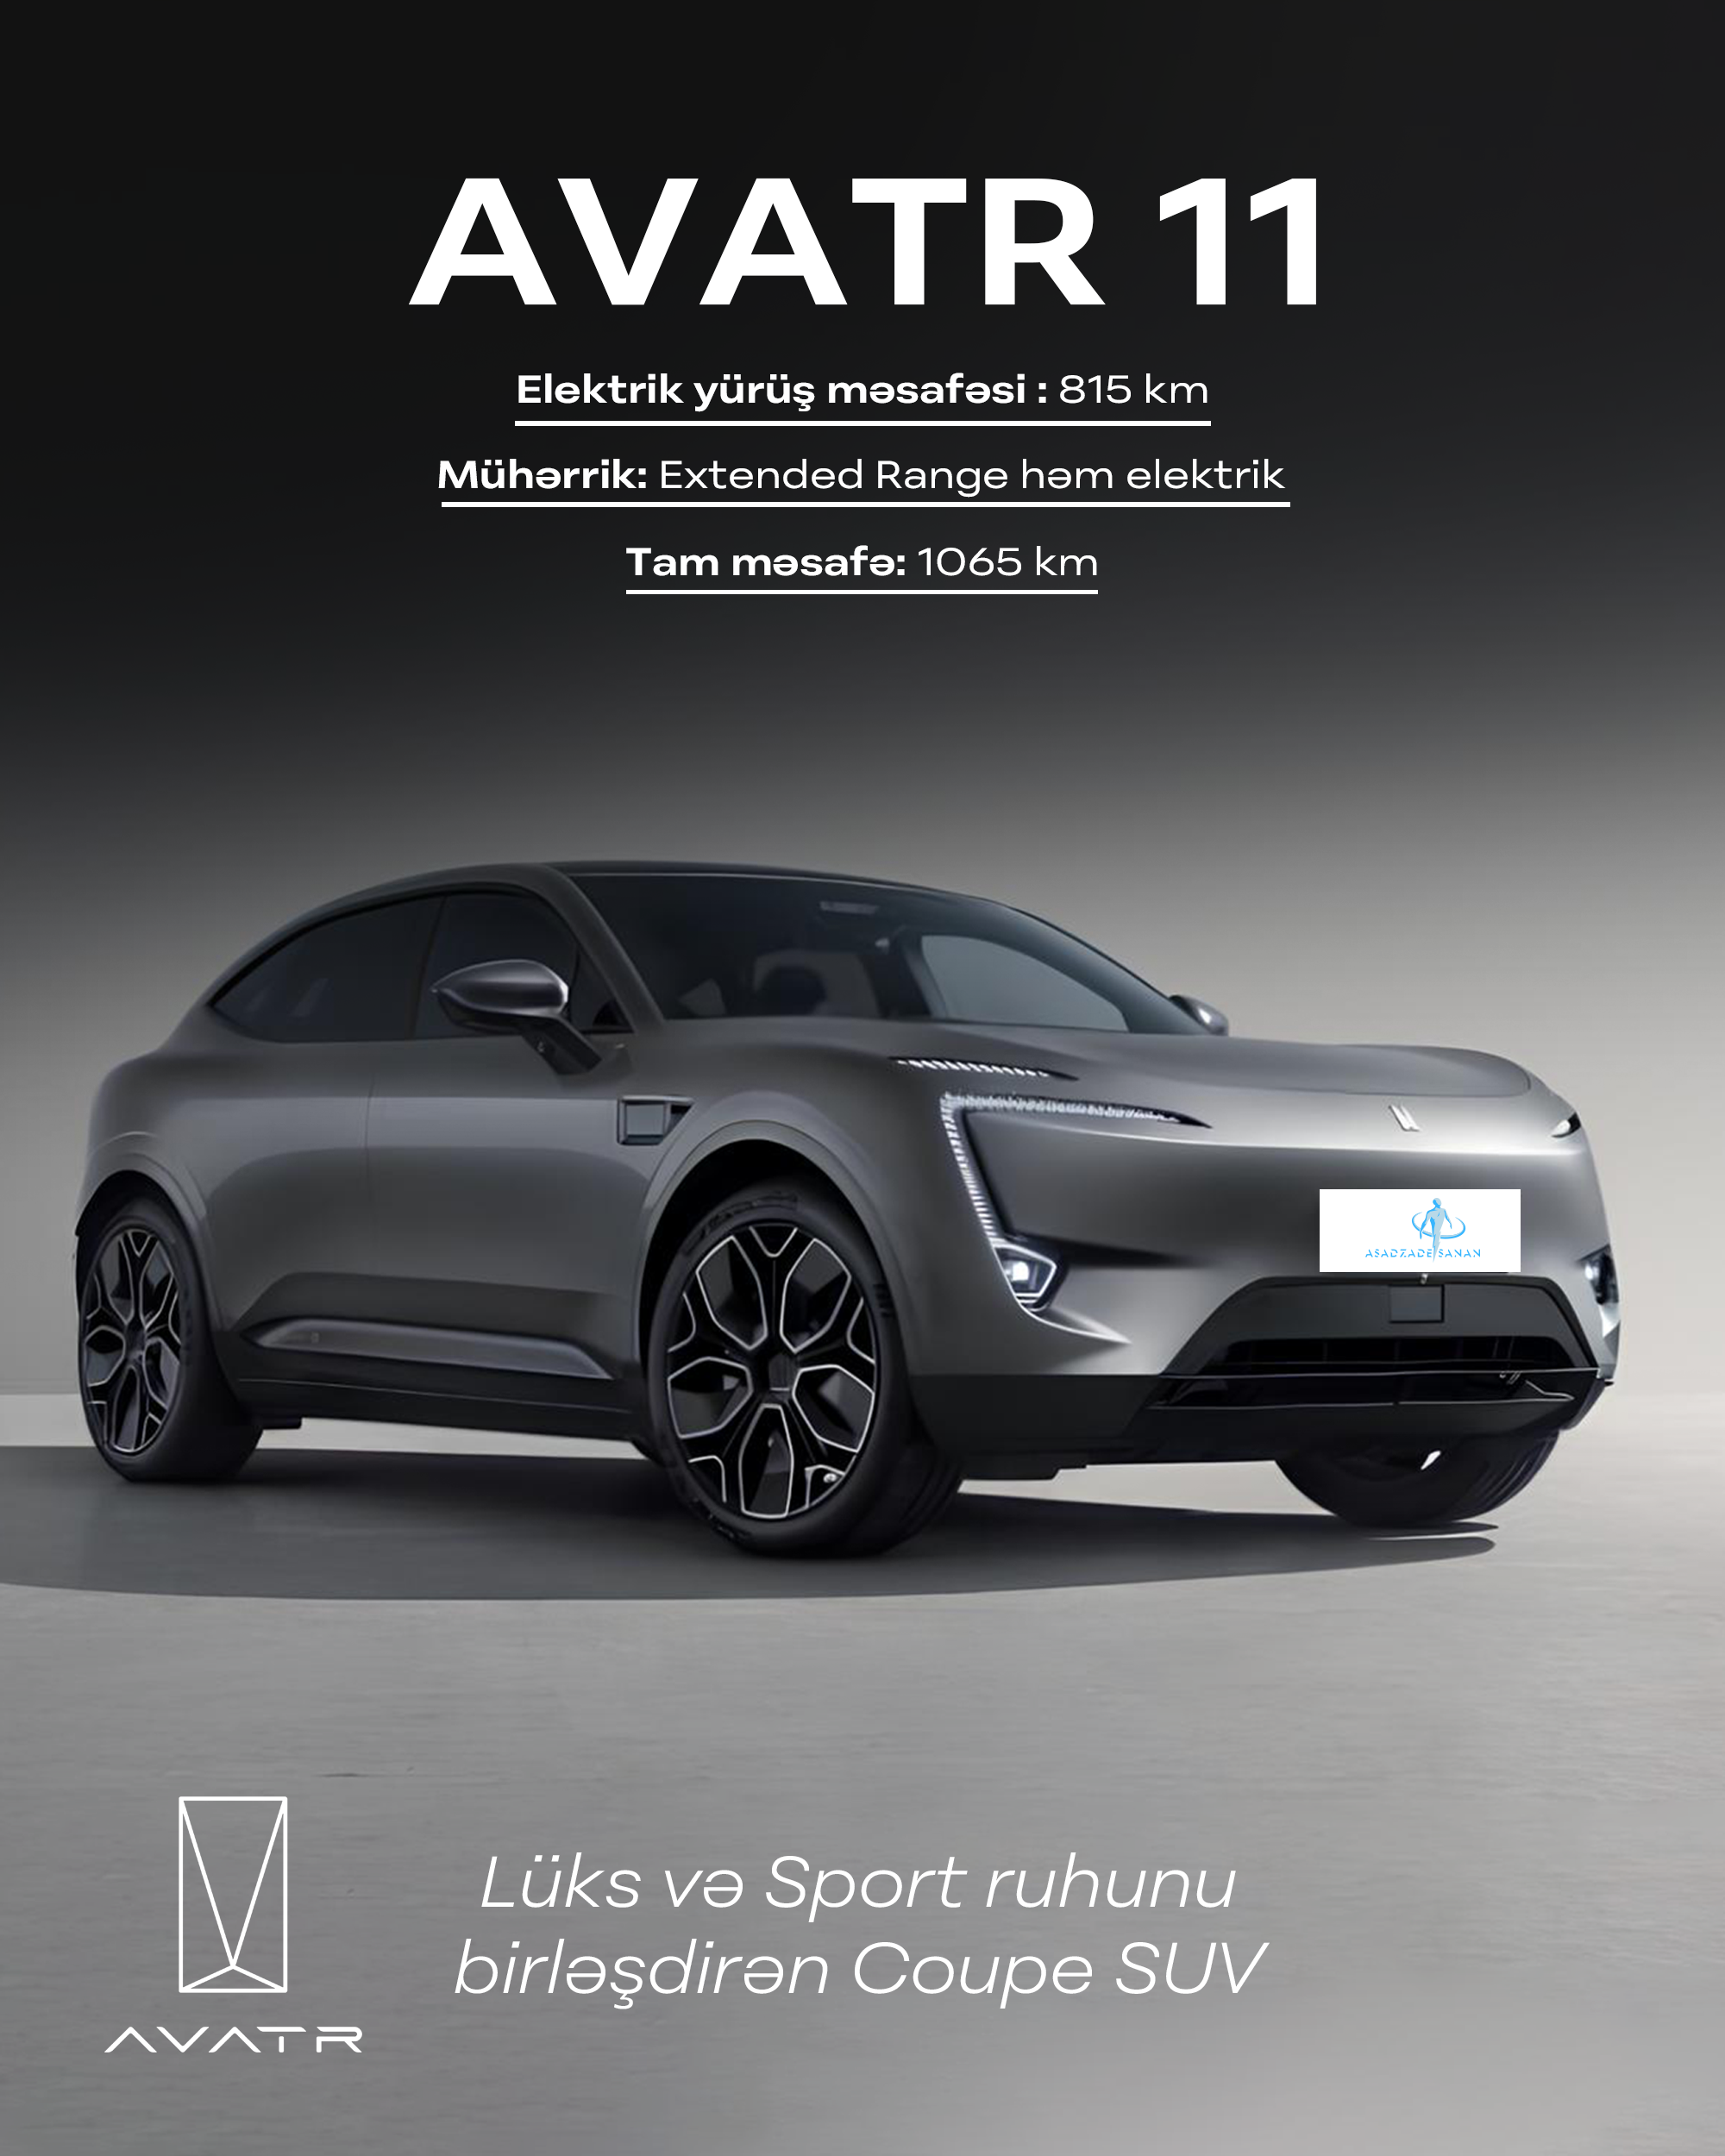 AVATR 11
Elektrik yürüş məsafəsi : 815 km
Mühərrik: Extended Range həm elektrik
Tam məsafə: 1065 km
ASADZADE SANAN
Lüks və Sport ruhunu
birləşdirən Coupe SUV
AVATR